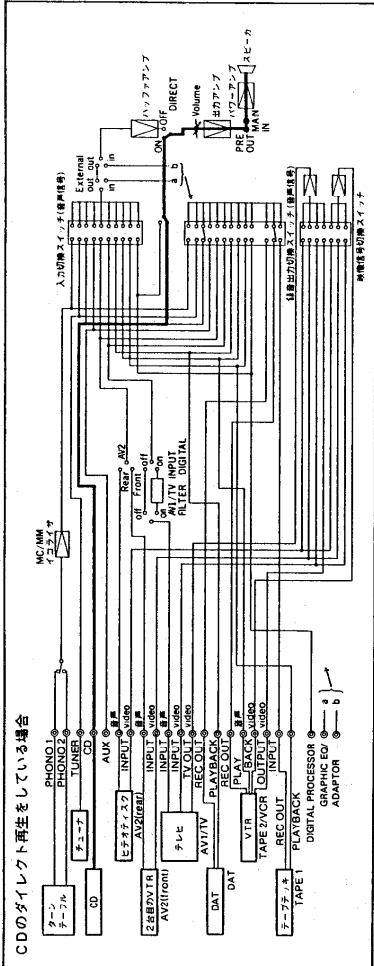 CDのダイレクト再生をしている場合
ターン
テーブル
チューナ
CD
ビデオディスク
AV2(rear)
2台目のVTR
AV2(front)
テレビ
AV1/TV
DAT
DAT
VTR
TAPE 2/VCR
テープデッキ
TAPE 1
PHONO 1
PHONO 2
TUNER
CD
AUX
音声
INPUT
video
音声
INPUT
video
音声
INPUT
video
TV OUT
REC OUT
PLAYBACK
REC OUT
音声
PLAY
BACK
video
video
OUTPUT
INPUT
REC OUT
PLAYBACK
DIGITAL PROCESSOR
GRAPHIC EQ/
ADAPTOR
a
b
MC/MM
イコライザ
AV2
Rear
Front
off
on
off
on
AV1/TV INPUT
FILTER DIGITAL
入力切換スイッチ(音声信号)
External
out
in
out
in
a
b
バッファアンプ
ON
OFF
DIRECT
Volume
出力アンプ
パワーアンプ
スピーカ
PRE
OUT
MAIN
IN
録音出力切換スイッチ(音声信号)
映像信号切換スイッチ